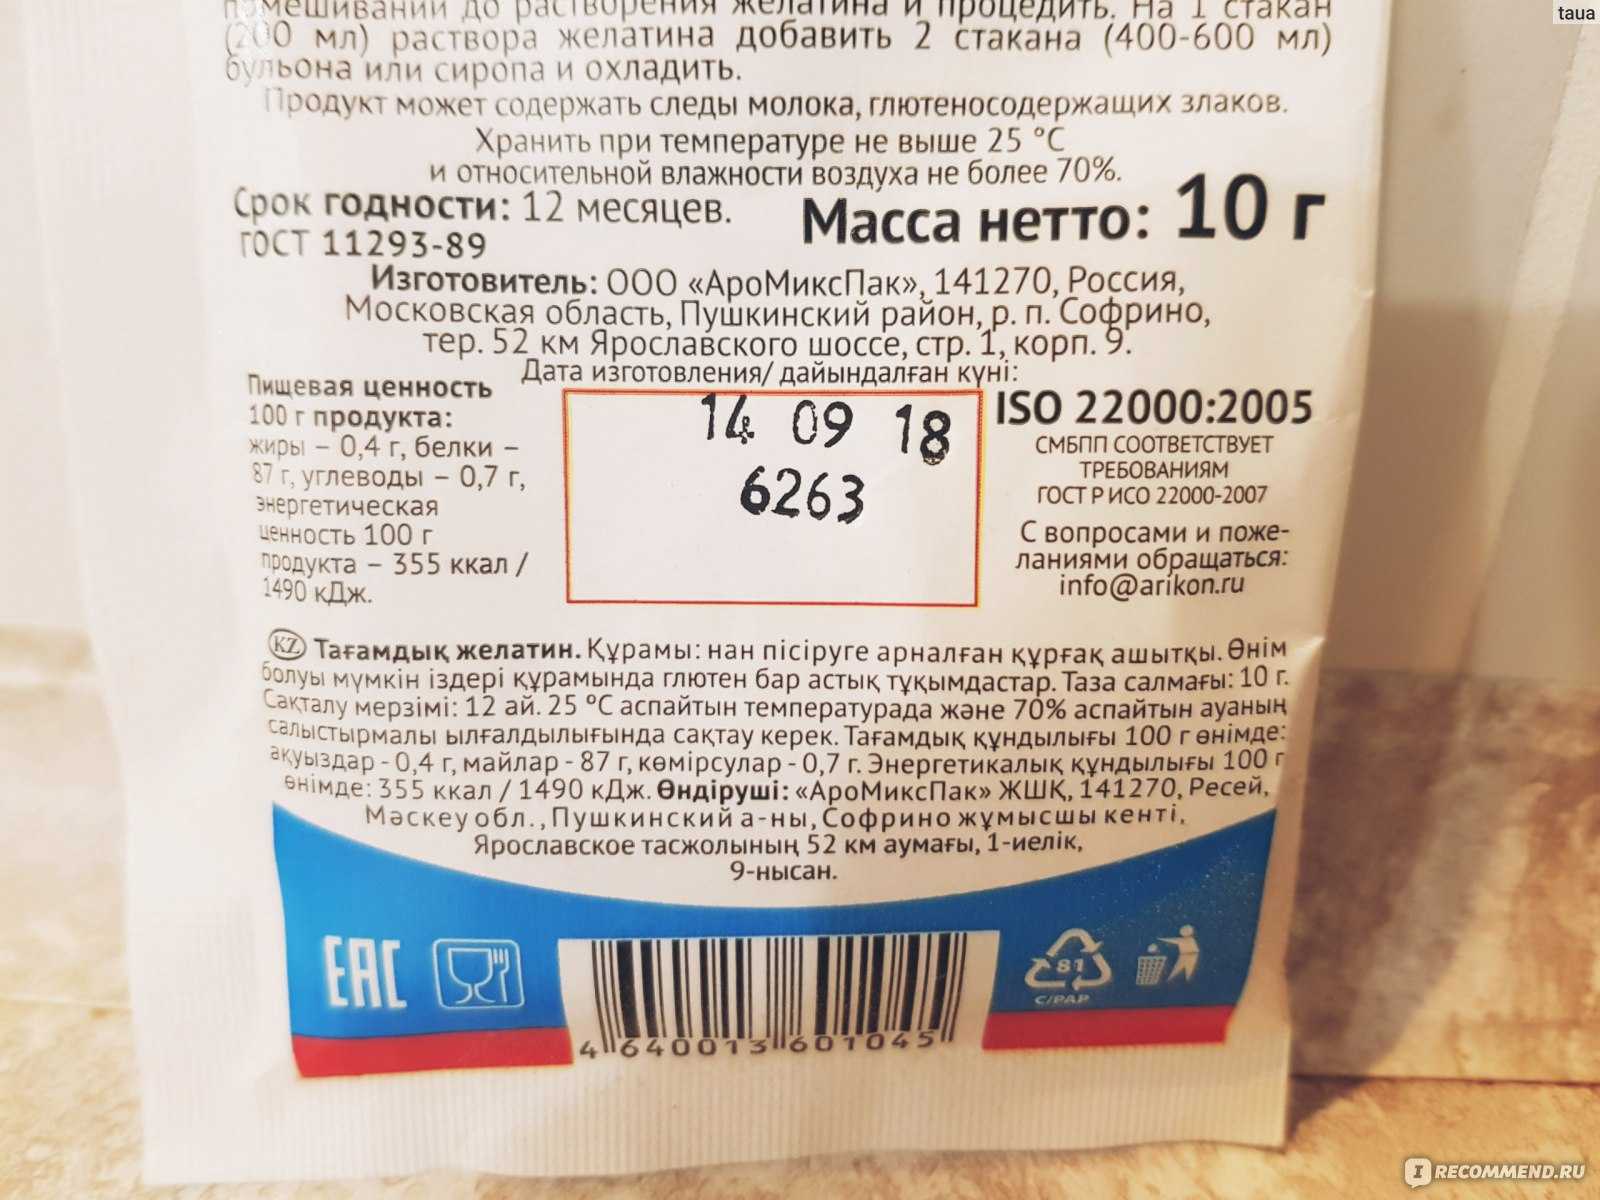 taua
помешивании до растворения желатина и процедить. На 1 стакан
(200 мл) раствора желатина добавить 2 стакана (400-600 мл)
бульона или сиропа и охладить.
Продукт может содержать следы молока, глютеносодержащих злаков.
Хранить при температуре не выше 25 °С
и относительной влажности воздуха не более 70%.
Срок годности: 12 месяцев.
ГОСТ 11293-89
Масса нетто: 10 г
Изготовитель: ООО «АроМиксПак», 141270, Россия,
Московская область, Пушкинский район, р. п. Софрино,
тер. 52 км Ярославского шоссе, стр. 1, корп. 9.
Дата изготовления/ дайындалған күні:
14 09 18
6263
Пищевая ценность
100 г продукта:
жиры – 0,4 г, белки –
87 г, углеводы – 0,7 г,
энергетическая
ценность 100 г
продукта – 355 ккал /
1490 кДж.
ISO 22000:2005
СМБПП СООТВЕТСТВУЕТ
ТРЕБОВАНИЯМ
ГОСТ Р ИСО 22000-2007
С вопросами и поже-
ланиями обращаться:
info@arikon.ru
KZ Тағамдық желатин. Құрамы: нан пісіруге арналған құрғақ ашытқы. Өнім
болуы мүмкін іздері құрамында глютен бар астық тұқымдастар. Таза салмағы: 10 г.
Сақталу мерзімі: 12 ай. 25 °С аспайтын температурада және 70% аспайтын ауаның
салыстырмалы ылғалдылығында сақтау керек. Тағамдық құндылығы 100 г өнімде:
ақуыздар - 0,4 г, майлар - 87 г, көмірсулар - 0,7 г. Энергетикалық құндылығы 100 г
өнімде: 355 ккал / 1490 кДж. Өндіруші: «АроМиксПак» ЖШҚ, 141270, Ресей,
Мәскеу обл., Пушкинский а-ны, Софрино жұмысшы кенті,
Ярославское тасжолының 52 км аумағы, 1-иелік,
9-нысан.
EAC
81
C/PAP
4 640013 601045
IRECOMMEND.RU